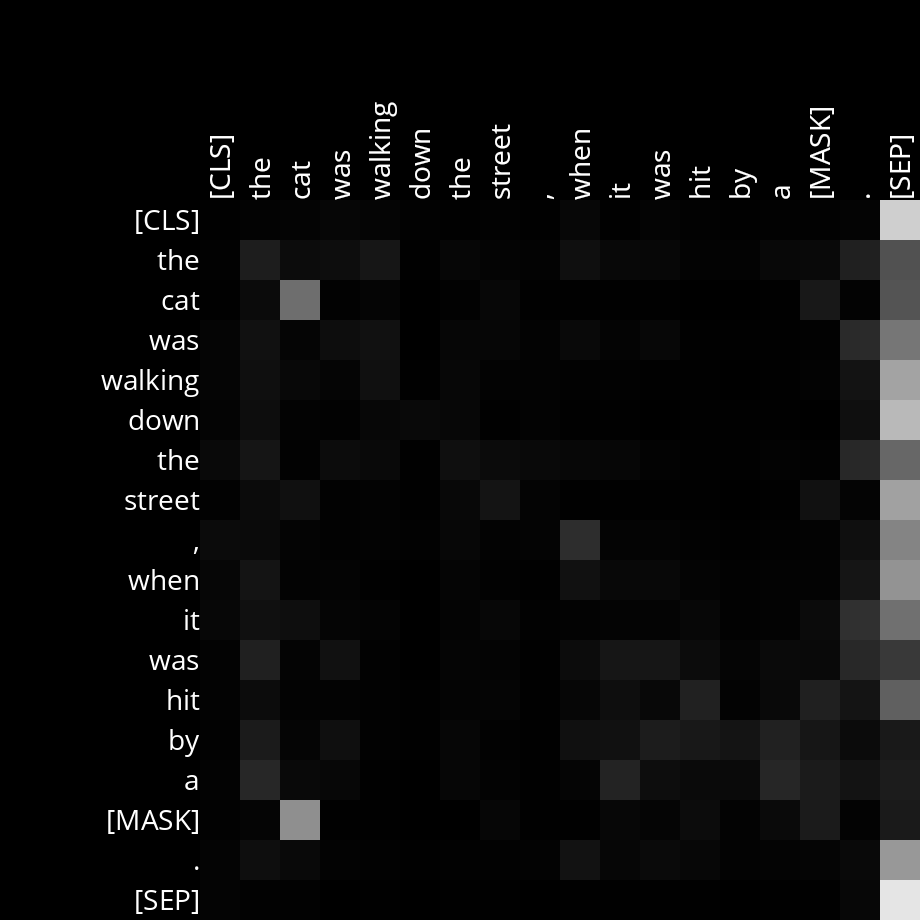 [CLS] the cat was walking down the street , when it was hit by a [MASK] . [SEP]
[CLS]
the
cat
was
walking
down
the
street
,
when
it
was
hit
by
a
[MASK]
.
[SEP]